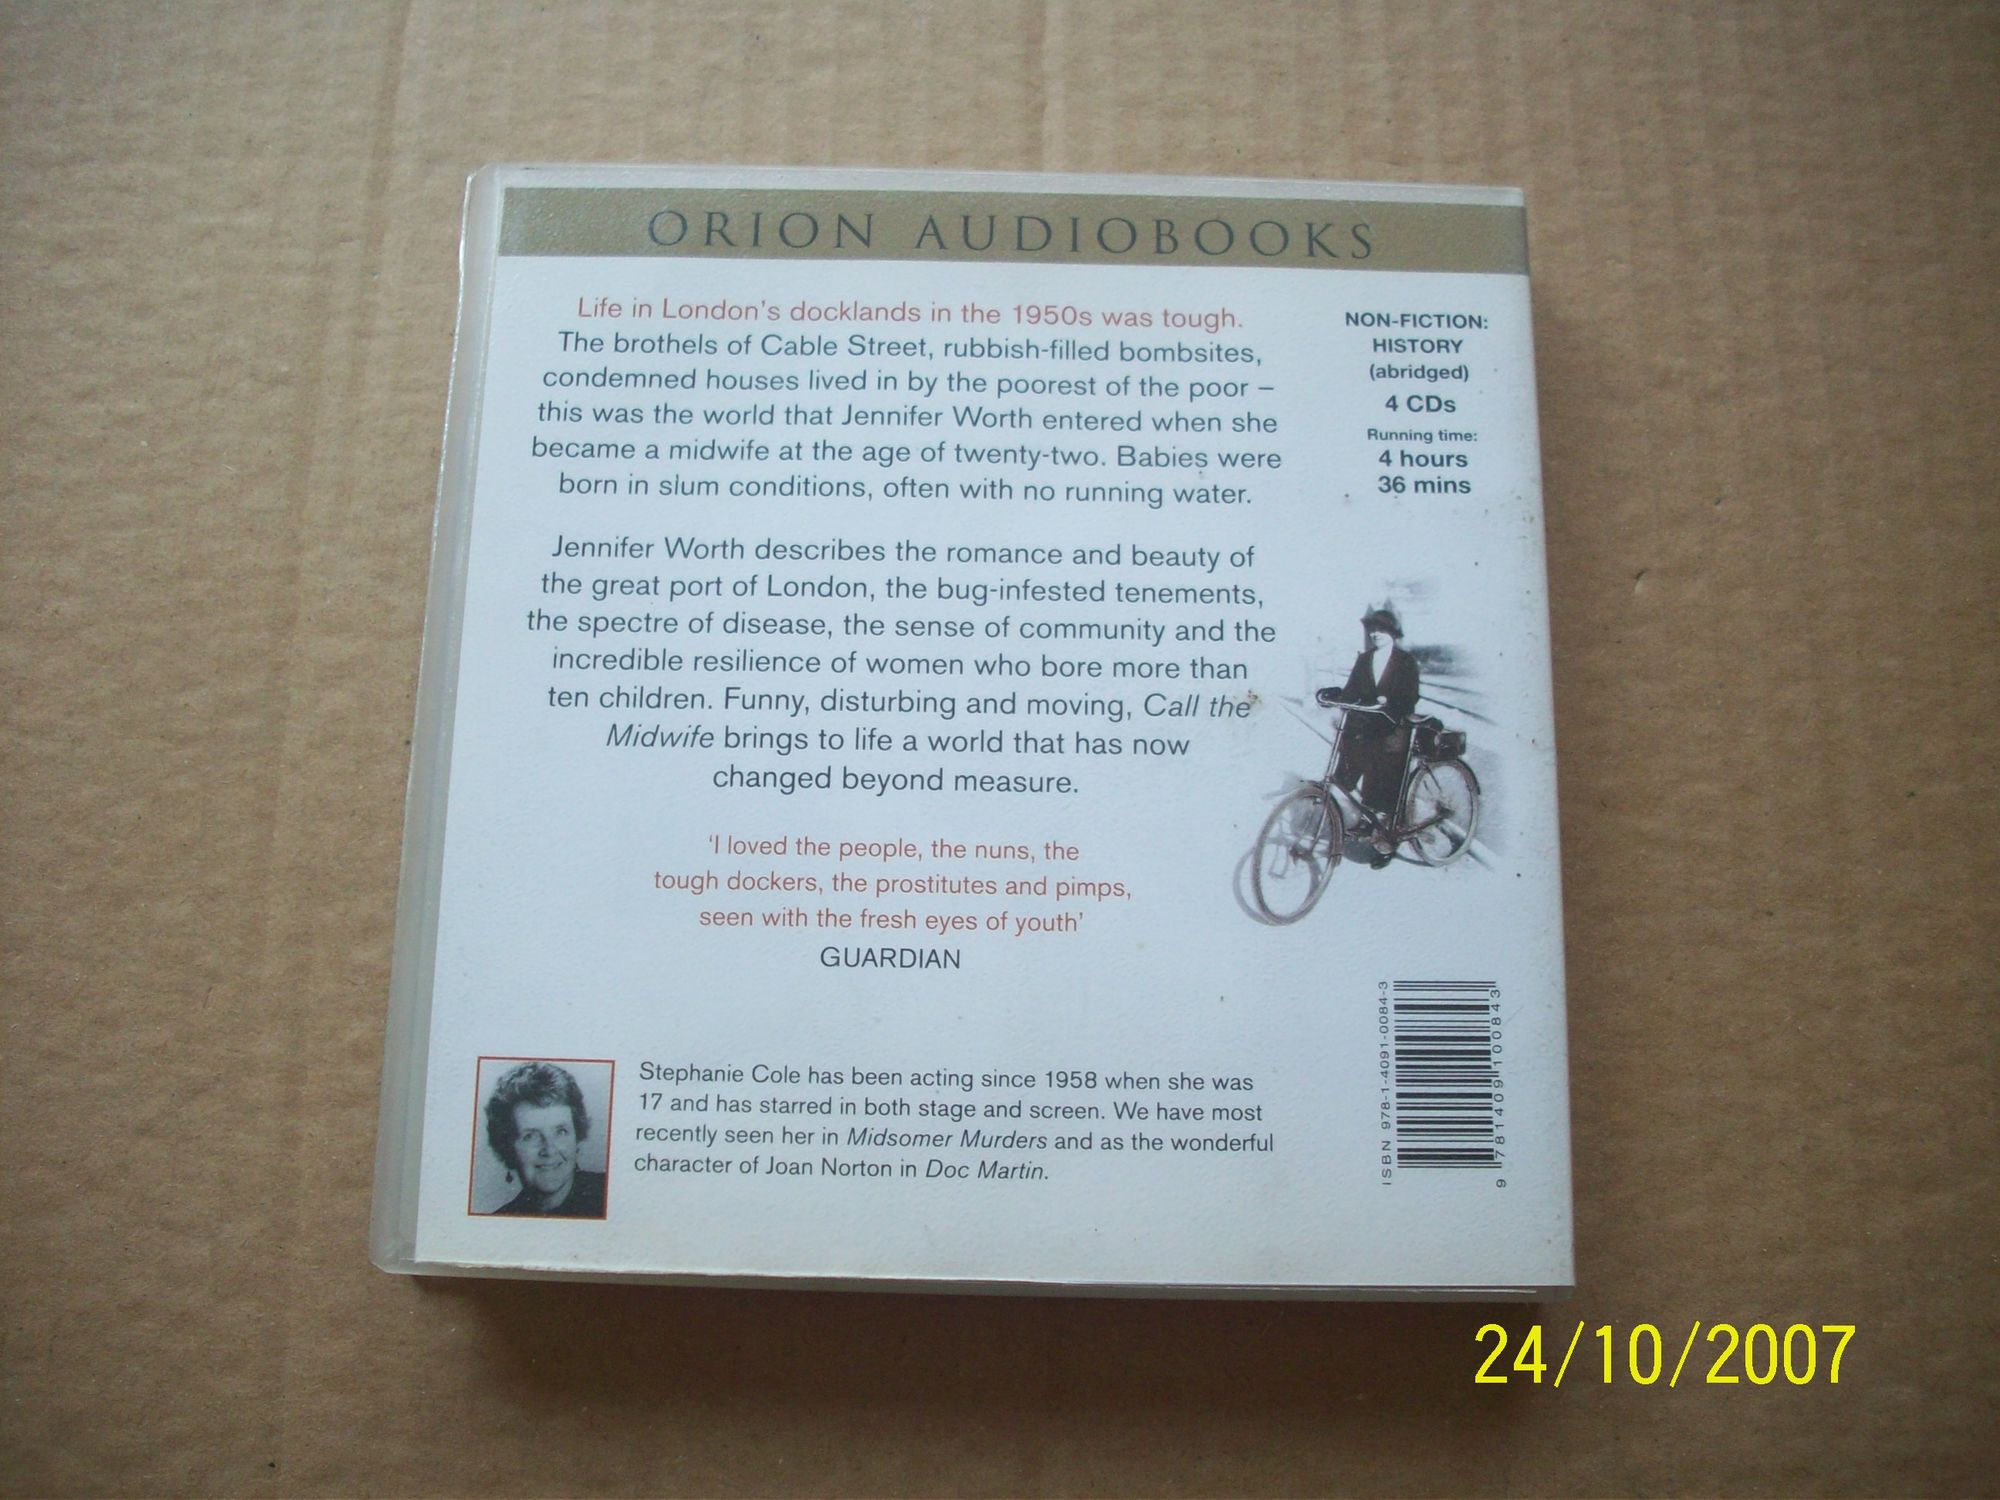 ORION AUDIOBOOKS
Life in London's docklands in the 1950s was tough.
The brothels of Cable Street, rubbish-filled bombsites,
condemned houses lived in by the poorest of the poor –
this was the world that Jennifer Worth entered when she
became a midwife at the age of twenty-two. Babies were
born in slum conditions, often with no running water.
Jennifer Worth describes the romance and beauty of
the great port of London, the bug-infested tenements,
the spectre of disease, the sense of community and the
incredible resilience of women who bore more than
ten children. Funny, disturbing and moving, Call the
Midwife brings to life a world that has now
changed beyond measure.
'I loved the people, the nuns, the
tough dockers, the prostitutes and pimps,
seen with the fresh eyes of youth'
GUARDIAN
Stephanie Cole has been acting since 1958 when she was
17 and has starred in both stage and screen. We have most
recently seen her in Midsomer Murders and as the wonderful
character of Joan Norton in Doc Martin.
NON-FICTION:
HISTORY
(abridged)
4 CDs
Running time:
4 hours
36 mins
ISBN 978-1-4091-0084-3
9 781409 100843
24/10/2007